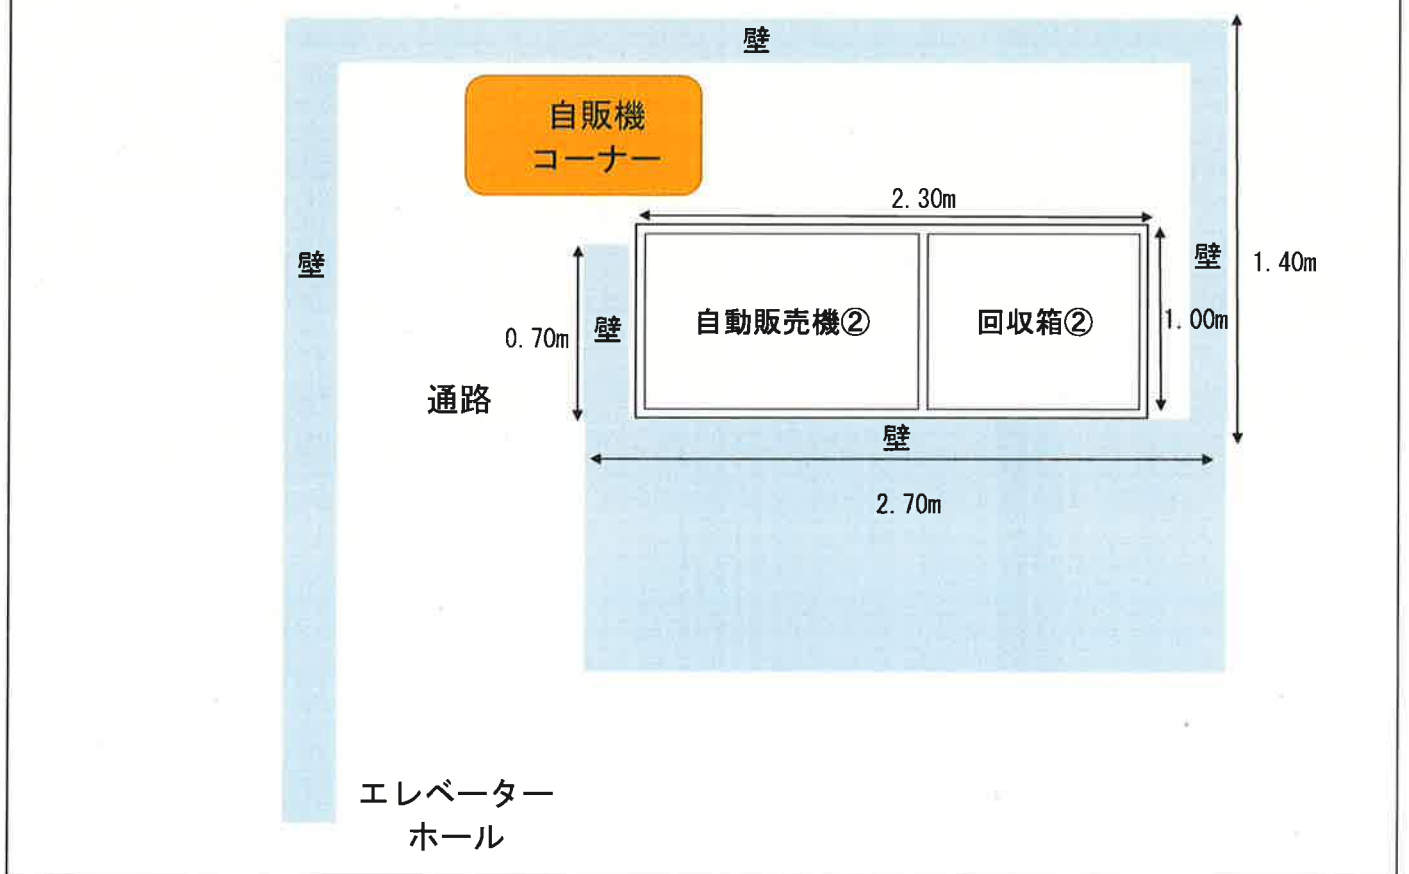 壁
自販機
コーナー
2.30m
壁
壁
1.40m
0.70m
壁
自動販売機②
回収箱②
1.00m
通路
壁
2.70m
エレベーター
ホール